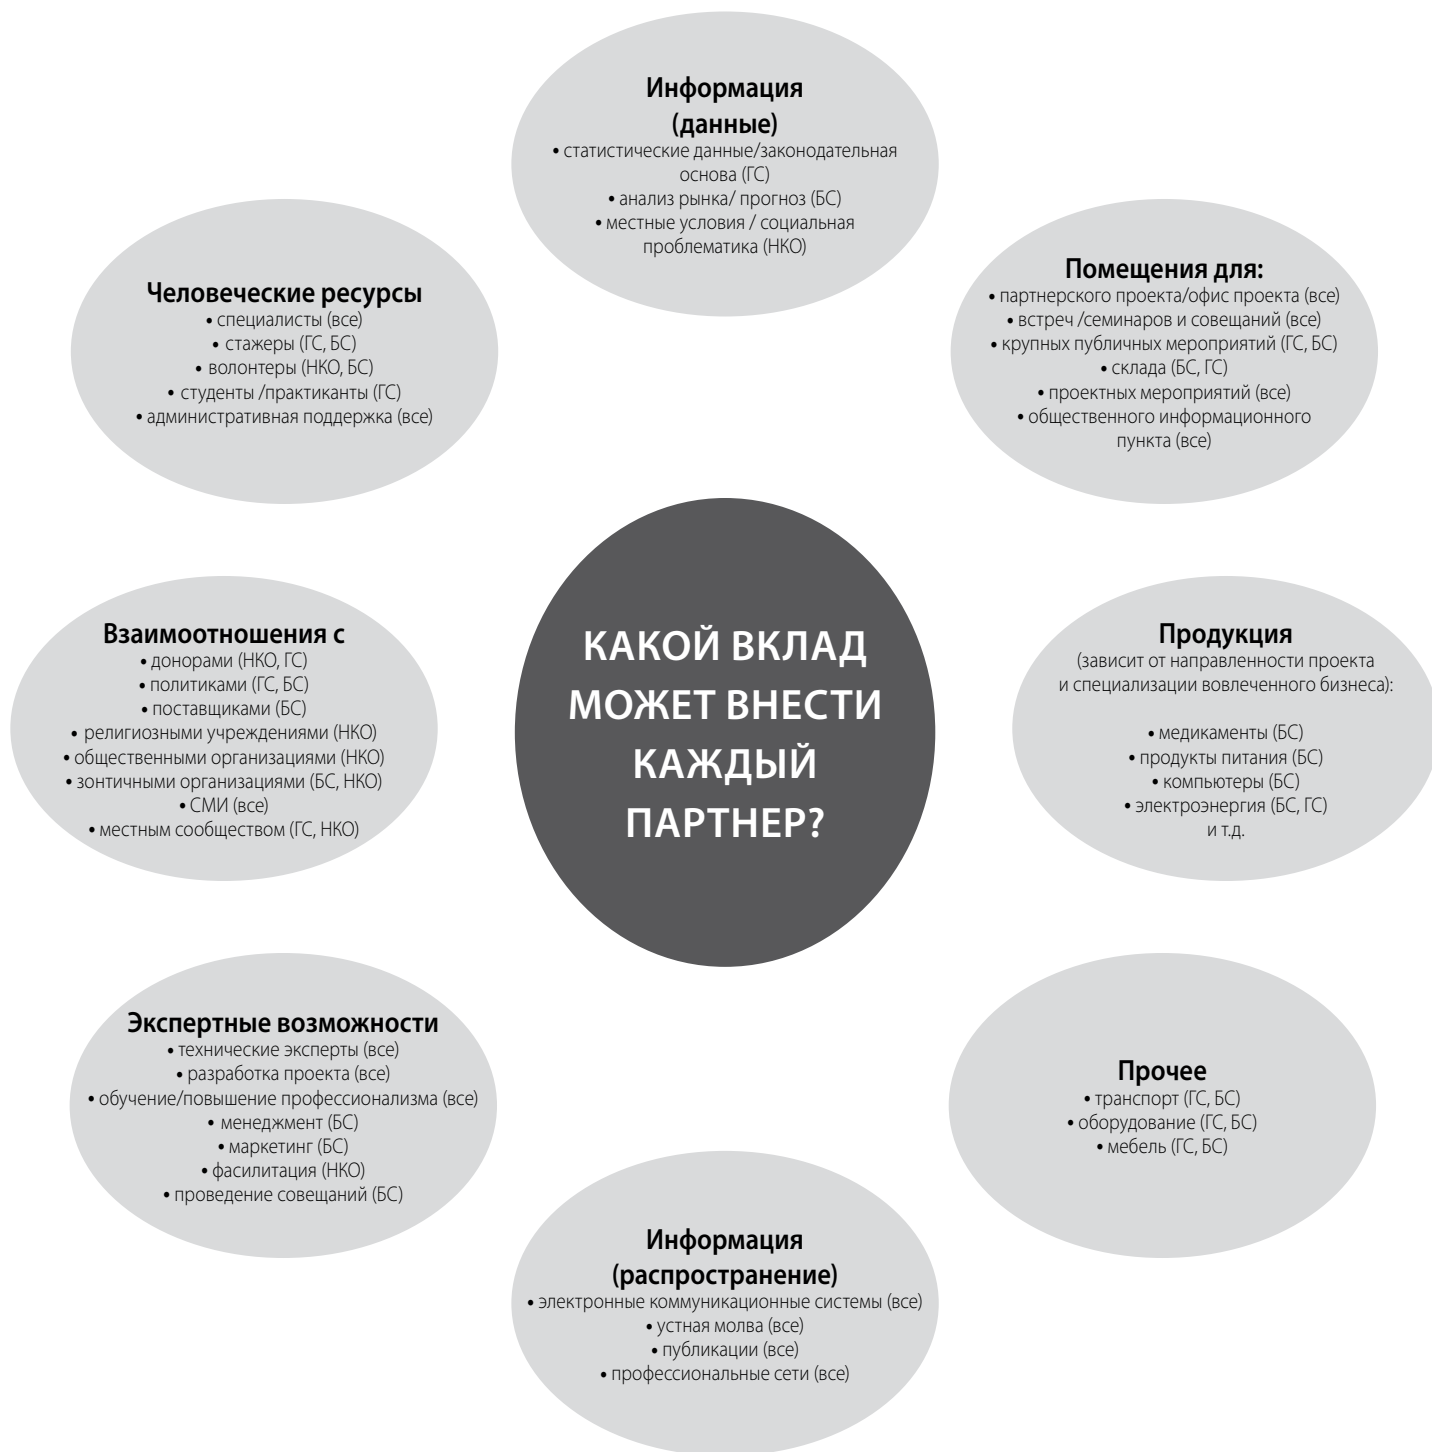 Информация
(данные)
• статистические данные/законодательная
основа (ГС)
• анализ рынка/ прогноз (БС)
• местные условия / социальная
проблематика (НКО)
Человеческие ресурсы
• специалисты (все)
• стажеры (ГС, БС)
• волонтеры (НКО, БС)
• студенты /практиканты (ГС)
• административная поддержка (все)
Помещения для:
• партнерского проекта/офис проекта (все)
• встреч /семинаров и совещаний (все)
• крупных публичных мероприятий (ГС, БС)
• склада (БС, ГС)
• проектных мероприятий (все)
• общественного информационного
пункта (все)
Взаимоотношения с
• донорами (НКО, ГС)
• политиками (ГС, БС)
• поставщиками (БС)
• религиозными учреждениями (НКО)
• общественными организациями (НКО)
• зонтичными организациями (БС, НКО)
• СМИ (все)
• местным сообществом (ГС, НКО)
КАКОЙ ВКЛАД
МОЖЕТ ВНЕСТИ
КАЖДЫЙ
ПАРТНЕР?
Продукция
(зависит от направленности проекта
и специализации вовлеченного бизнеса):
• медикаменты (БС)
• продукты питания (БС)
• компьютеры (БС)
• электроэнергия (БС, ГС)
и т.д.
Экспертные возможности
• технические эксперты (все)
• разработка проекта (все)
• обучение/повышение профессионализма (все)
• менеджмент (БС)
• маркетинг (БС)
• фасилитация (НКО)
• проведение совещаний (БС)
Прочее
• транспорт (ГС, БС)
• оборудование (ГС, БС)
• мебель (ГС, БС)
Информация
(распространение)
• электронные коммуникационные системы (все)
• устная молва (все)
• публикации (все)
• профессиональные сети (все)